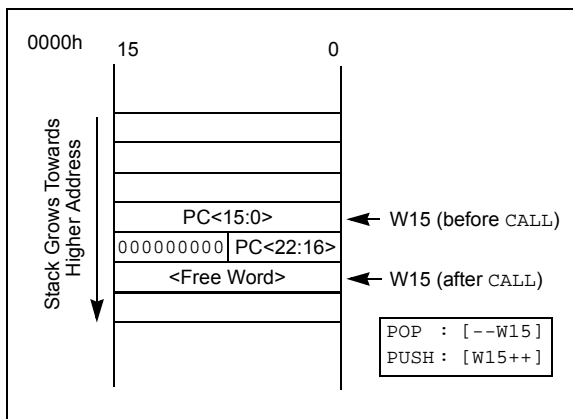 0000h
15 0
Stack Grows Towards
Higher Address
PC<15:0>
W15 (before CALL)
000000000 PC<22:16>
<Free Word>
W15 (after CALL)
POP : [--W15]
PUSH : [W15++]